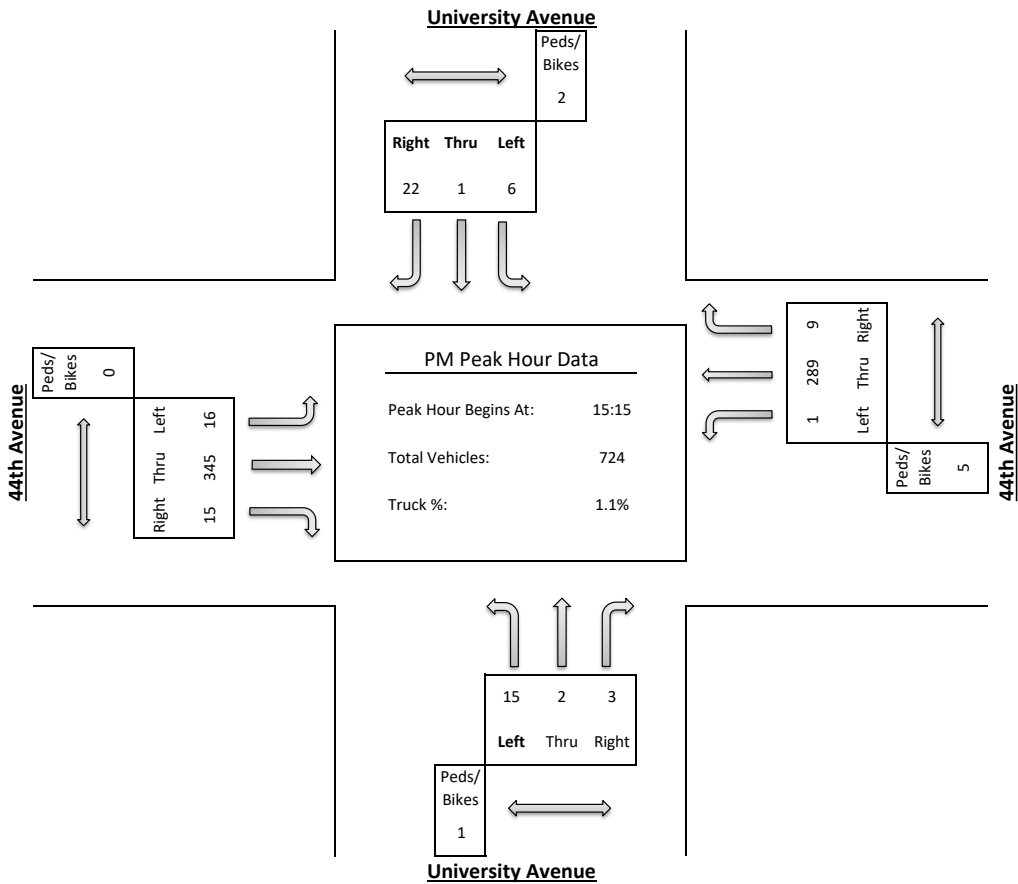 University Avenue
Peds/
Bikes
2
Right Thru Left
22 1 6
Peds/
Bikes
0
Left 16
Thru 345
Right 15
44th Avenue
PM Peak Hour Data
Peak Hour Begins At: 15:15
Total Vehicles: 724
Truck %: 1.1%
9 Right
289 Thru
1 Left
Peds/
Bikes
5
44th Avenue
15 2 3
Left Thru Right
Peds/
Bikes
1
University Avenue